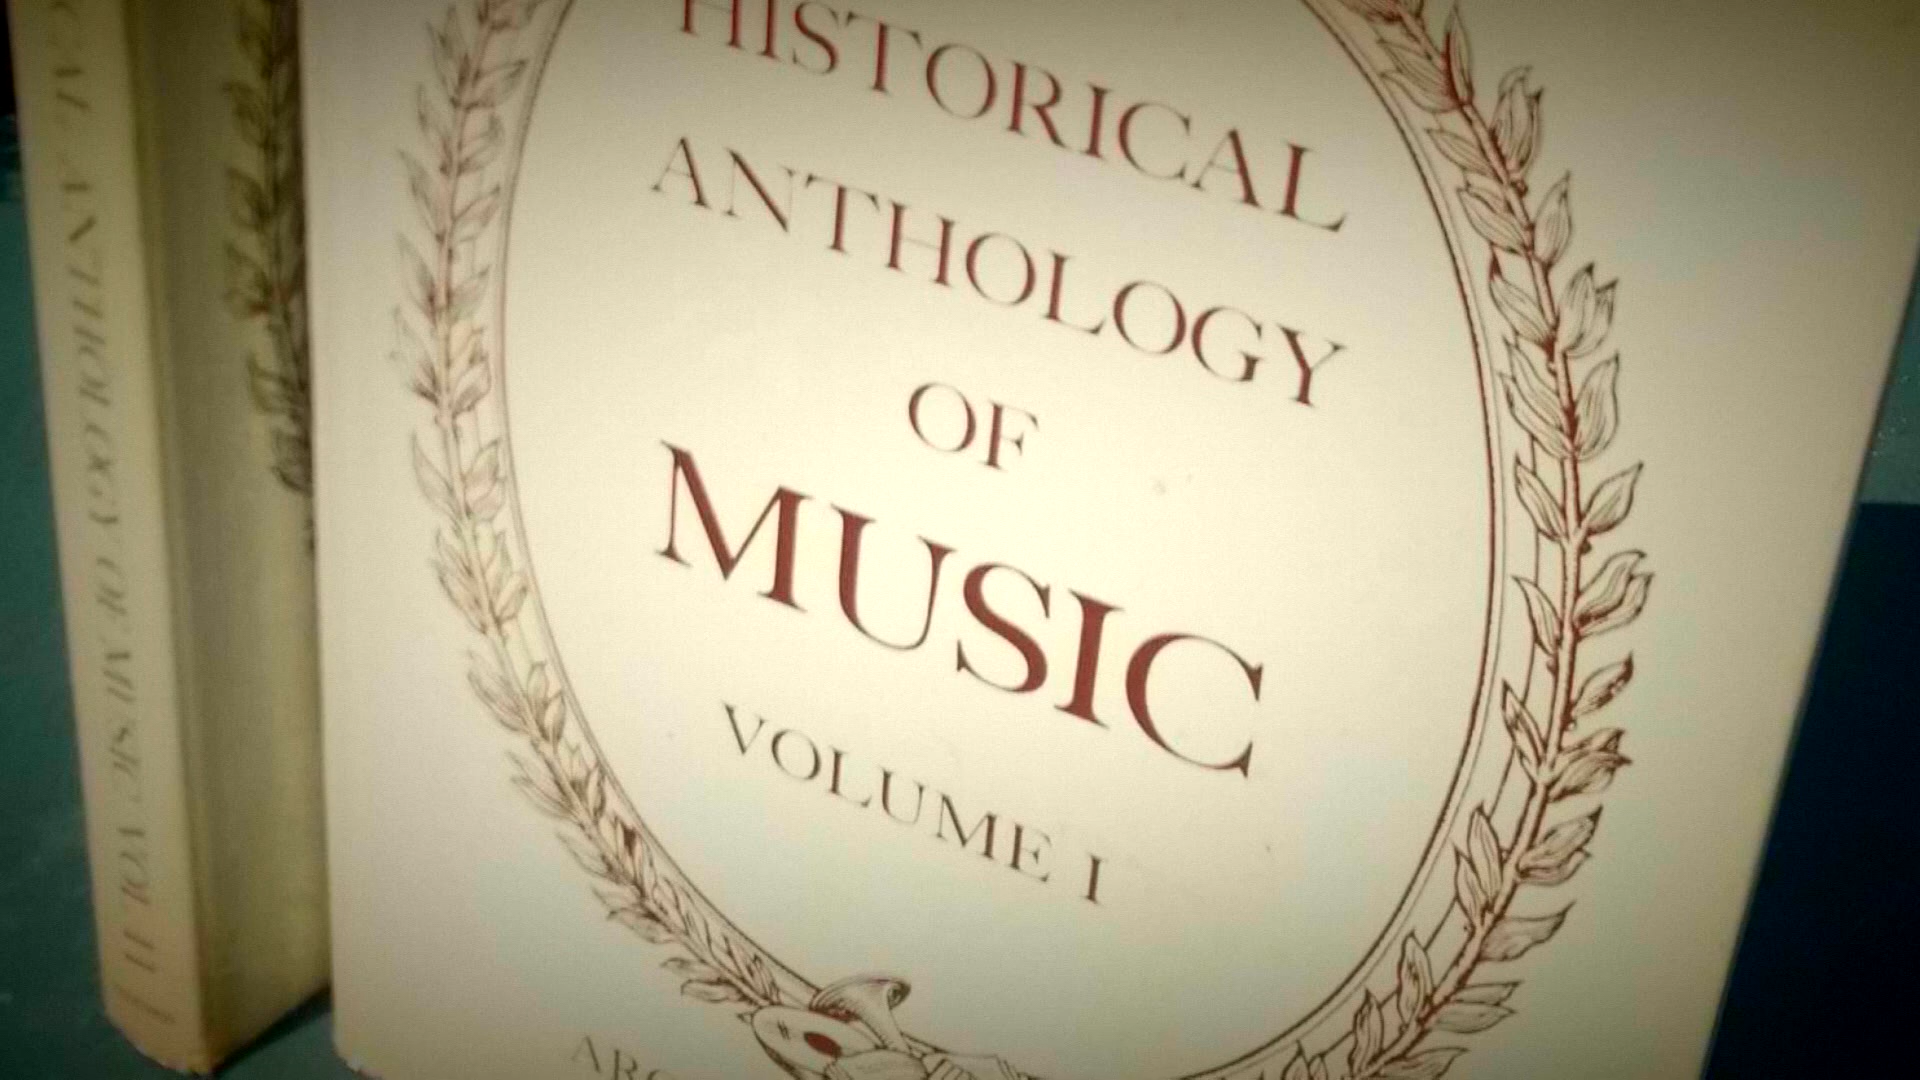 HISTORICAL
ANTHOLOGY
OF
MUSIC
VOLUME I
ANTHOLOGY OF MUSIC VOL. II